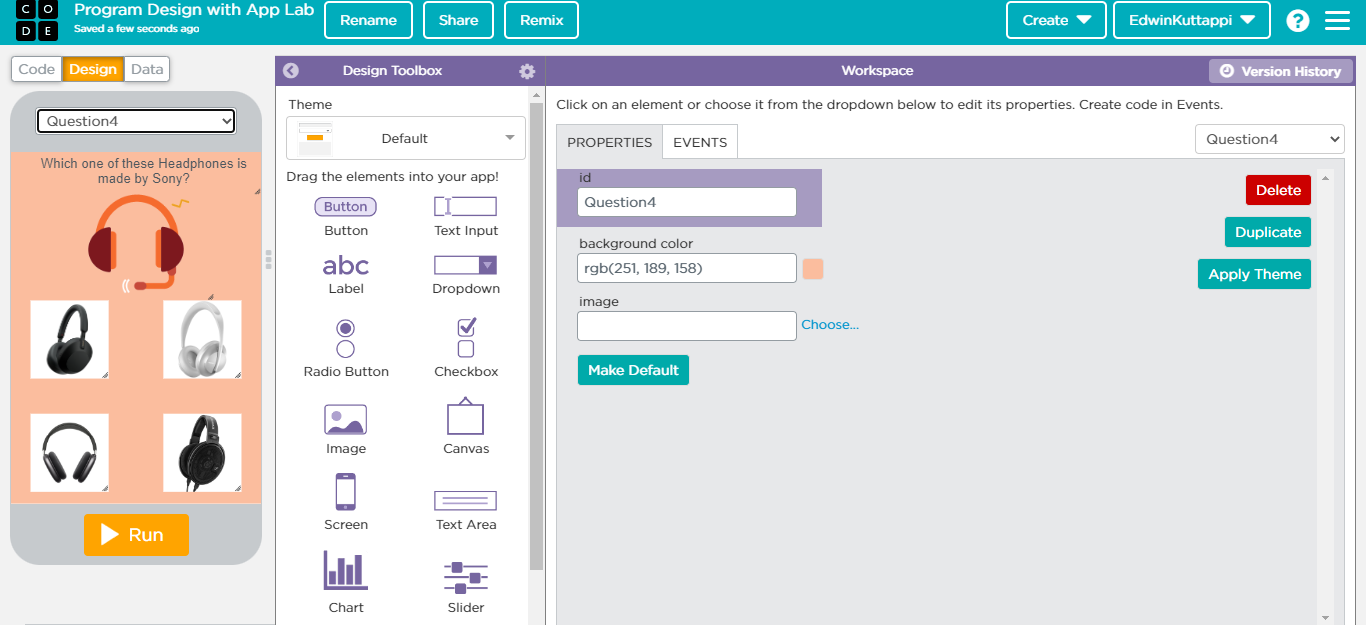 C O
D E
Program Design with App Lab
Saved a few seconds ago
Rename
Share
Remix
Create
EdwinKuttappi
?
Code
Design
Data
Question4
Which one of these Headphones is
made by Sony?
Run
Design Toolbox
Theme
Default
Drag the elements into your app!
Button
Button
Text Input
abc
Label
Dropdown
Radio Button
Checkbox
Image
Canvas
Screen
Text Area
Chart
Slider
Workspace
Version History
Click on an element or choose it from the dropdown below to edit its properties. Create code in Events.
PROPERTIES
EVENTS
Question4
id
Question4
background color
rgb(251, 189, 158)
image
Choose...
Make Default
Delete
Duplicate
Apply Theme